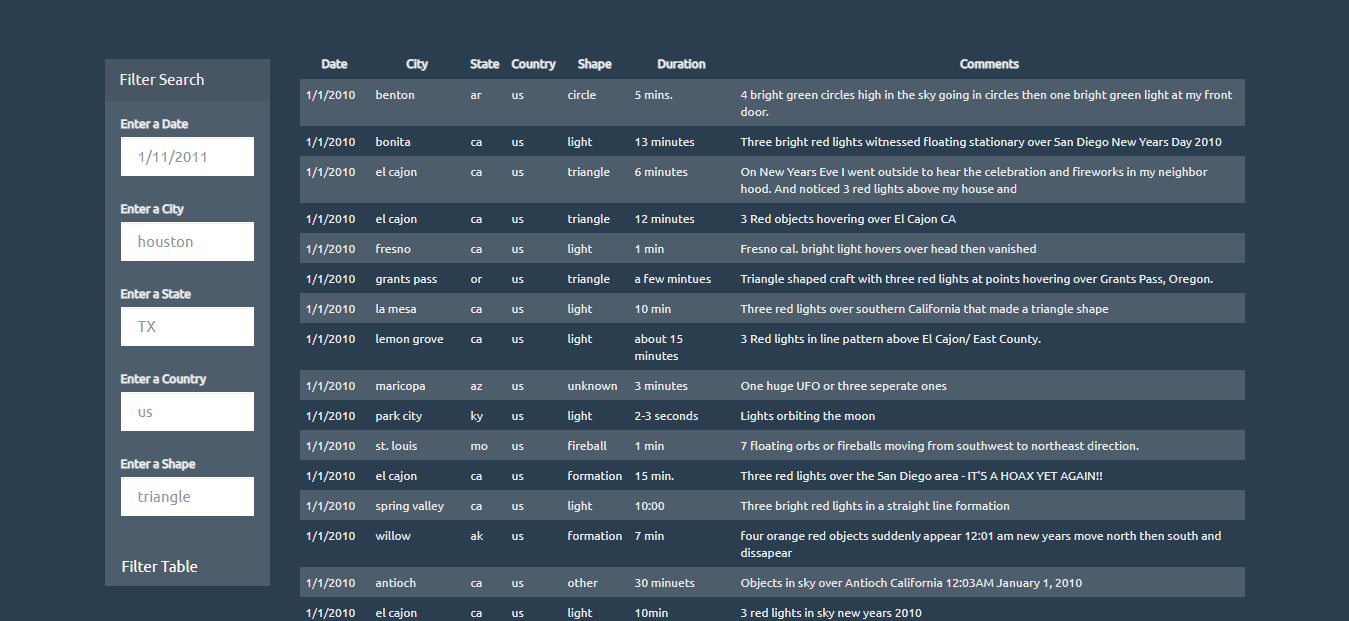 Filter Search
Enter a Date
1/11/2011
Enter a City
houston
Enter a State
TX
Enter a Country
us
Enter a Shape
triangle
Filter Table
Date City State Country Shape Duration Comments
1/1/2010 benton ar us circle 5 mins. 4 bright green circles high in the sky going in circles then one bright green light at my front
door.
1/1/2010 bonita ca us light 13 minutes Three bright red lights witnessed floating stationary over San Diego New Years Day 2010
1/1/2010 el cajon ca us triangle 6 minutes On New Years Eve I went outside to hear the celebration and fireworks in my neighbor
hood. And noticed 3 red lights above my house and
1/1/2010 el cajon ca us triangle 12 minutes 3 Red objects hovering over El Cajon CA
1/1/2010 fresno ca us light 1 min Fresno cal. bright light hovers over head then vanished
1/1/2010 grants pass or us triangle a few mintues Triangle shaped craft with three red lights at points hovering over Grants Pass, Oregon.
1/1/2010 la mesa ca us light 10 min Three red lights over southern California that made a triangle shape
1/1/2010 lemon grove ca us light about 15 3 Red lights in line pattern above El Cajon/ East County.
minutes
1/1/2010 maricopa az us unknown 3 minutes One huge UFO or three seperate ones
1/1/2010 park city ky us light 2-3 seconds Lights orbiting the moon
1/1/2010 st. louis mo us fireball 1 min 7 floating orbs or fireballs moving from southwest to northeast direction.
1/1/2010 el cajon ca us formation 15 min. Three red lights over the San Diego area - IT'S A HOAX YET AGAIN!!
1/1/2010 spring valley ca us light 10:00 Three bright red lights in a straight line formation
1/1/2010 willow ak us formation 7 min four orange red objects suddenly appear 12:01 am new years move north then south and
dissapear
1/1/2010 antioch ca us other 30 minuets Objects in sky over Antioch California 12:03AM January 1, 2010
1/1/2010 el cajon ca us light 10min 3 red lights in sky new years 2010